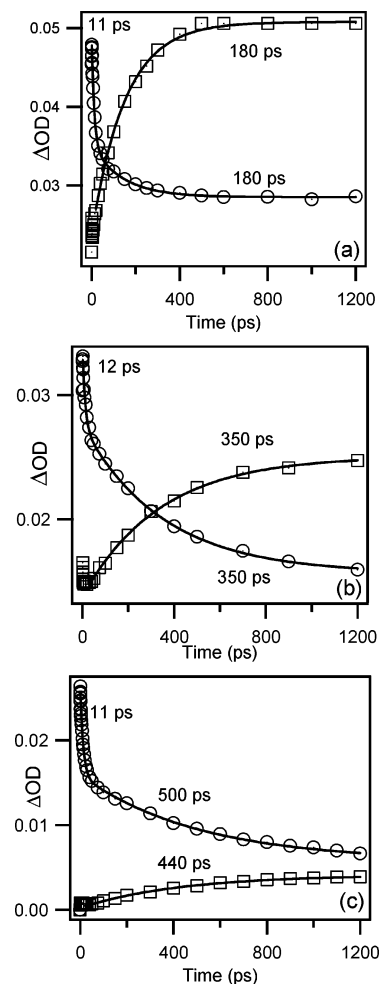 11 ps
0.05
180 ps
0.04
ΔOD
0.03
180 ps
(a)
0 400 800 1200
Time (ps)
12 ps
0.03
350 ps
ΔOD
0.02
350 ps
(b)
0 400 800 1200
Time (ps)
11 ps
0.02
500 ps
ΔOD
0.01
440 ps
0.00
(c)
0 400 800 1200
Time (ps)